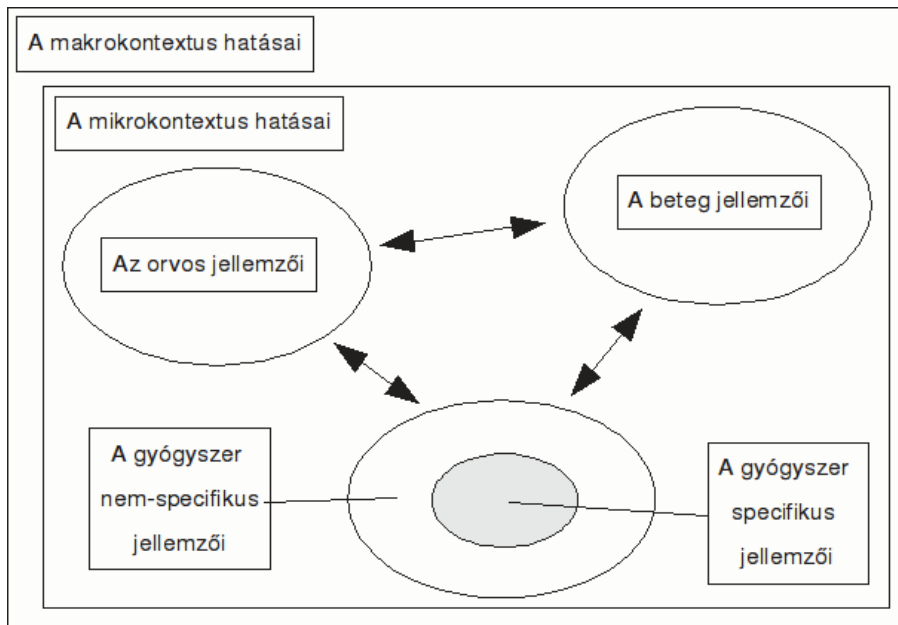 A makrokontextus hatásai
A mikrokontextus hatásai
A beteg jellemzői
Az orvos jellemzői
A gyógyszer
nem-specifikus
jellemzői
A gyógyszer
specifikus
jellemzői